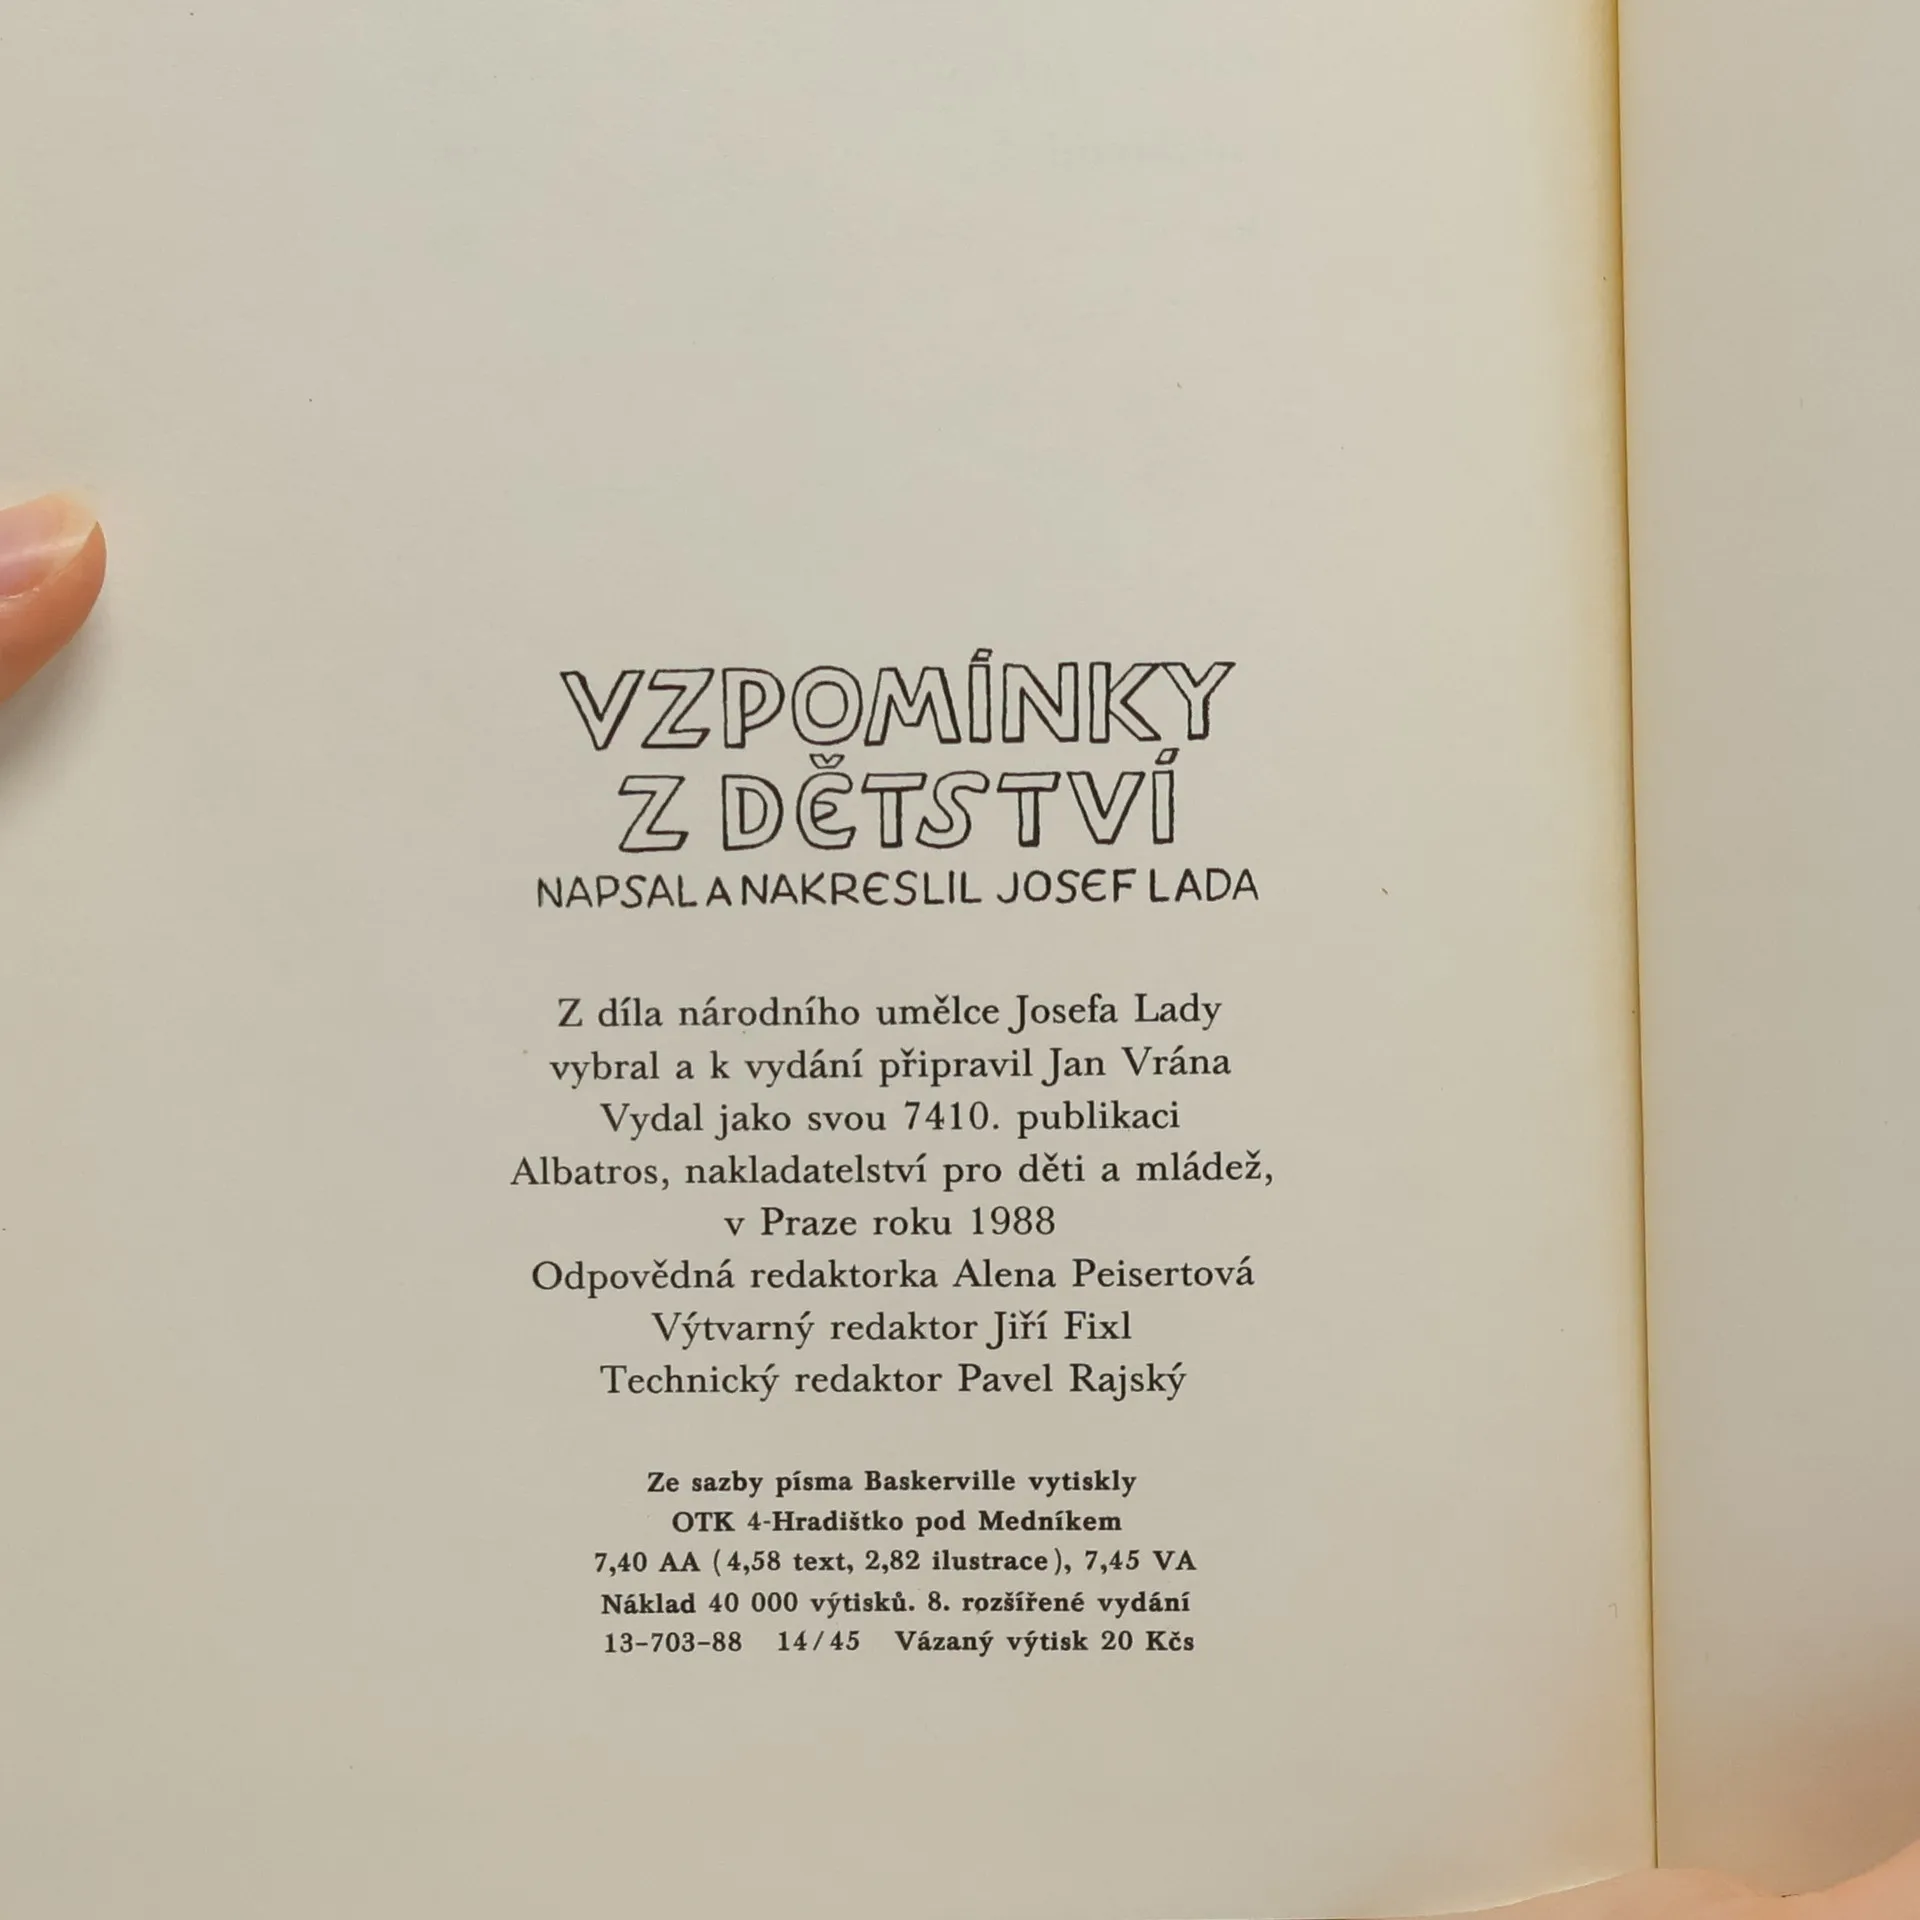 VZPOMÍNKY
Z DĚTSTVÍ
NAPSAL A NAKRESLIL JOSEF LADA
Z díla národního umělce Josefa Lady
vybral a k vydání připravil Jan Vrána
Vydal jako svou 7410. publikaci
Albatros, nakladatelství pro děti a mládež,
v Praze roku 1988
Odpovědná redaktorka Alena Peisertová
Výtvarný redaktor Jiří Fixl
Technický redaktor Pavel Rajský
Ze sazby písma Baskerville vytiskly
OTK 4-Hradištko pod Medníkem
7,40 AA (4,58 text, 2,82 ilustrace), 7,45 VA
Náklad 40 000 výtisků. 8. rozšířené vydání
13-703-88 14/45 Vázaný výtisk 20 Kčs